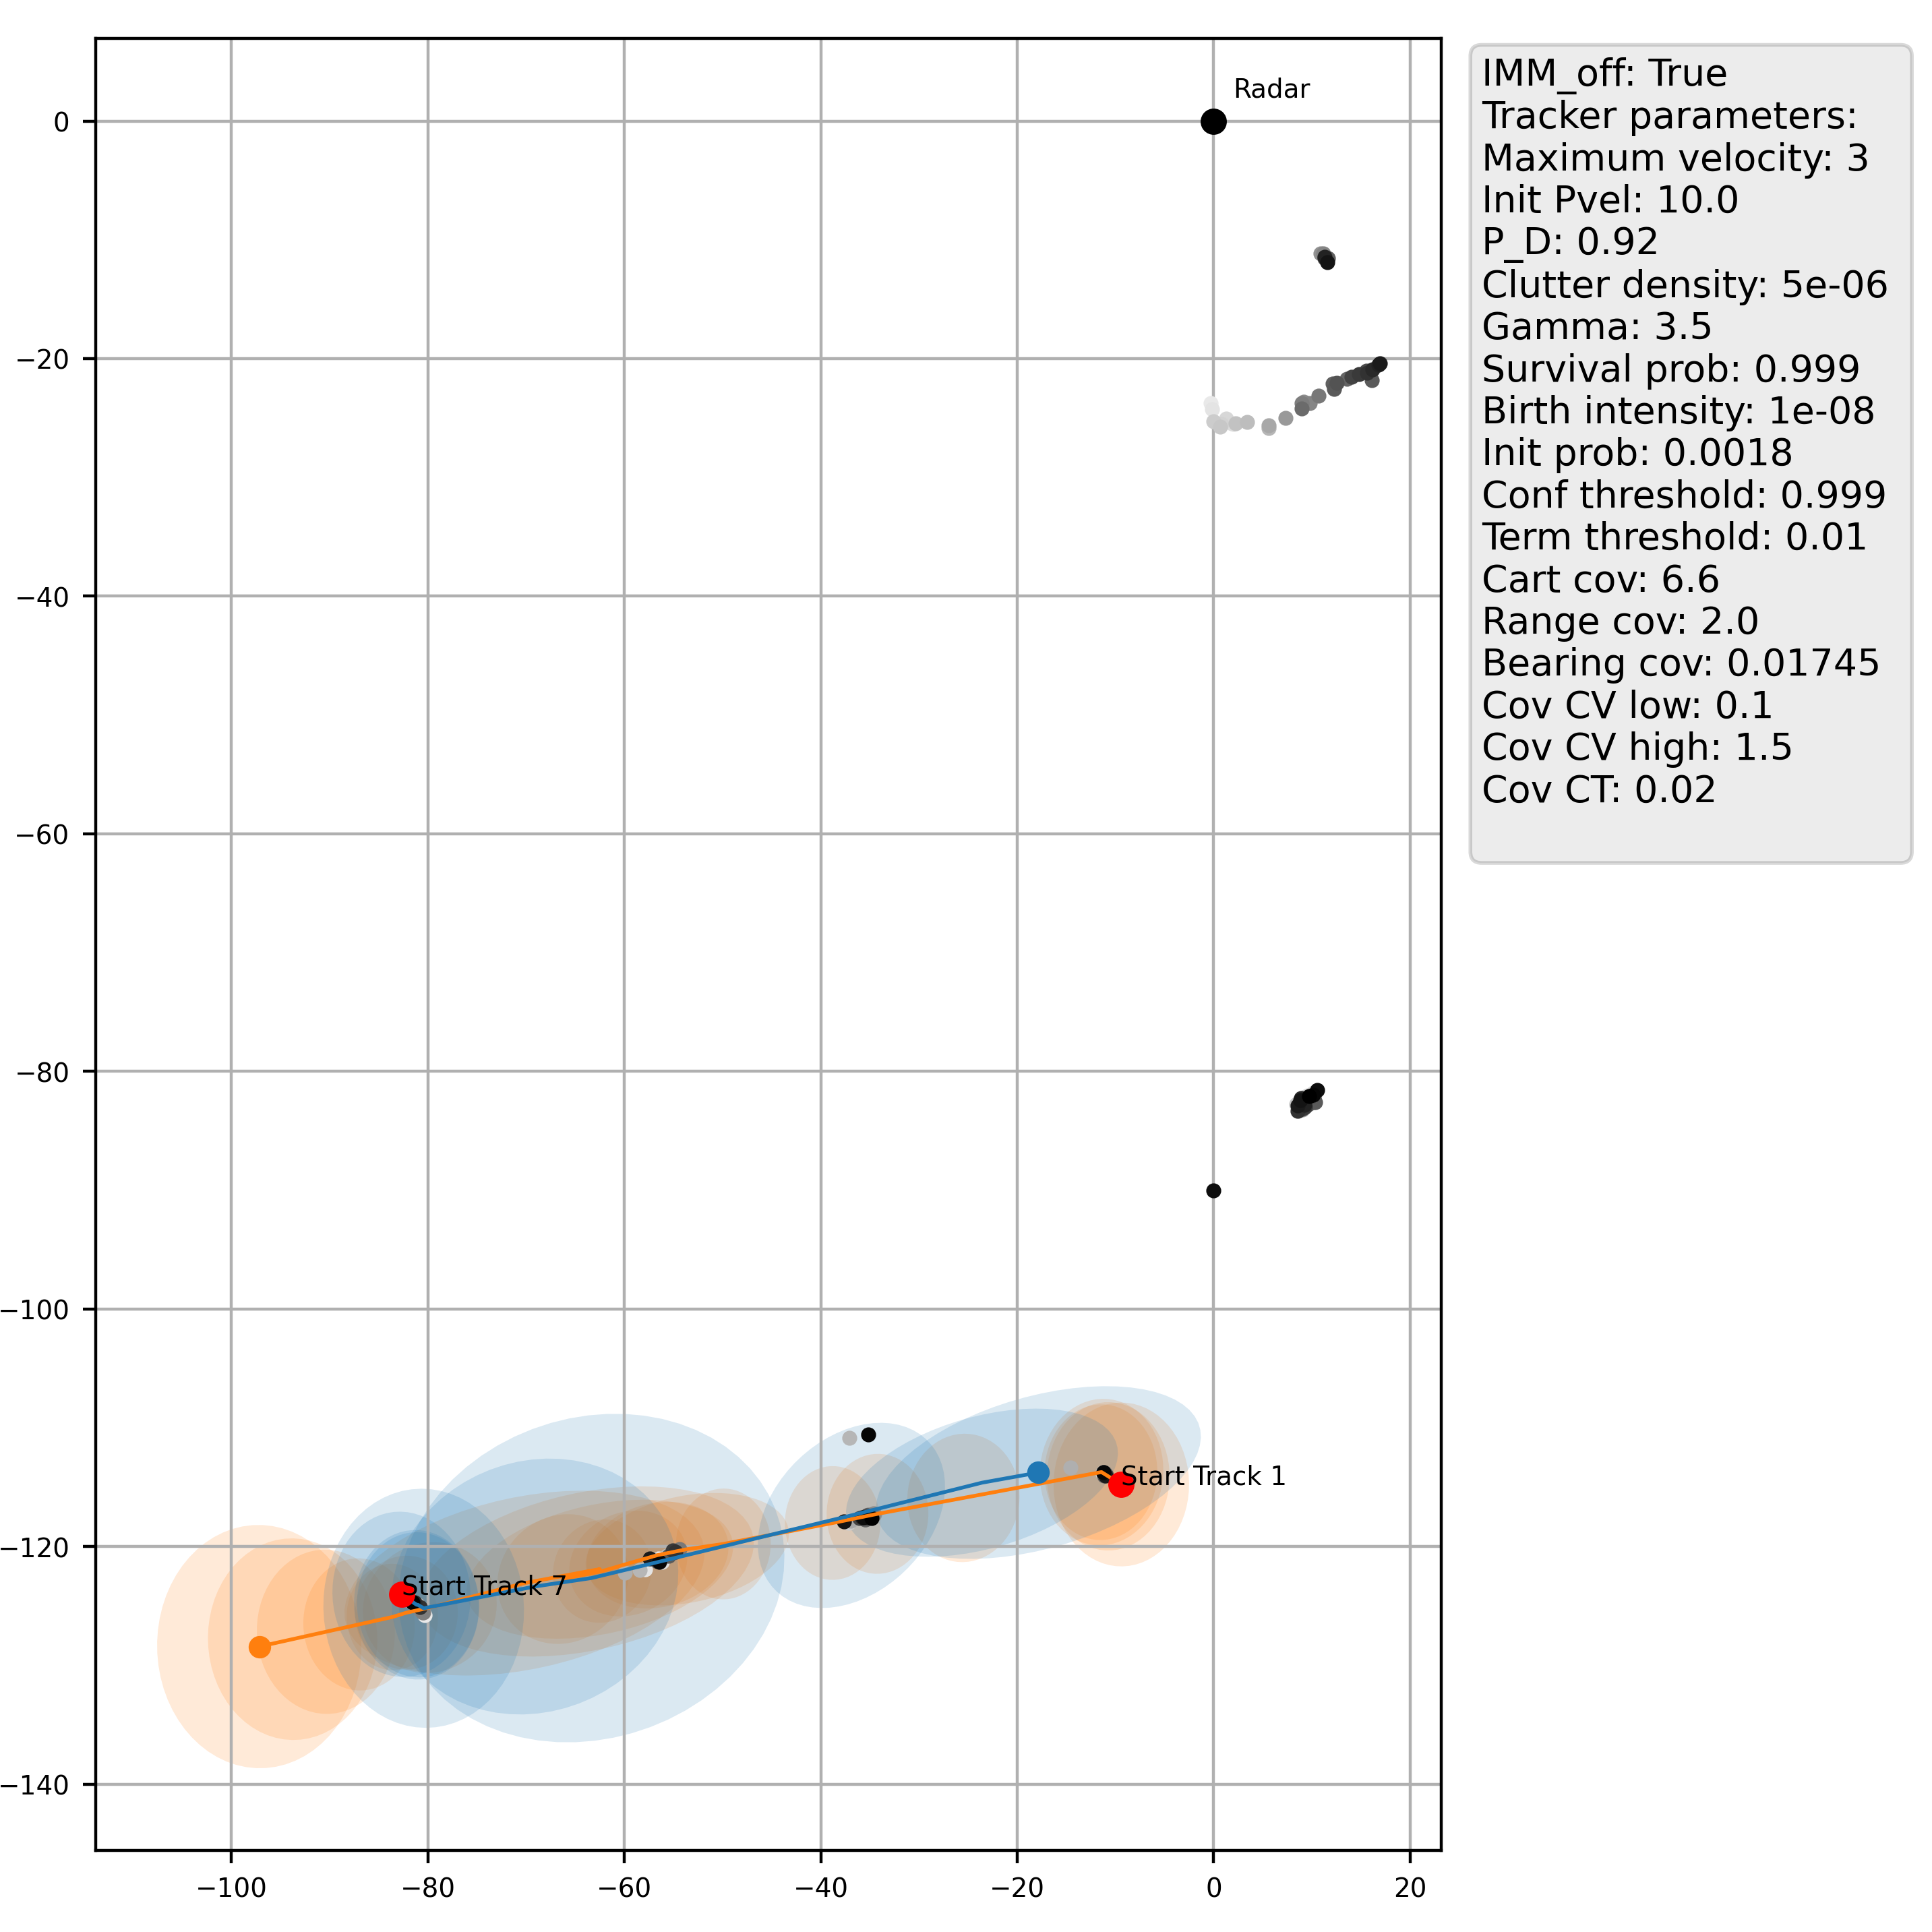 Radar
0
−20
−40
−60
−80
−100
−120
−140
Start Track 1
Start Track 7
−100
−80
−60
−40
−20
0
20
IMM_off: True
Tracker parameters:
Maximum velocity: 3
Init Pvel: 10.0
P_D: 0.92
Clutter density: 5e-06
Gamma: 3.5
Survival prob: 0.999
Birth intensity: 1e-08
Init prob: 0.0018
Conf threshold: 0.999
Term threshold: 0.01
Cart cov: 6.6
Range cov: 2.0
Bearing cov: 0.01745
Cov CV low: 0.1
Cov CV high: 1.5
Cov CT: 0.02